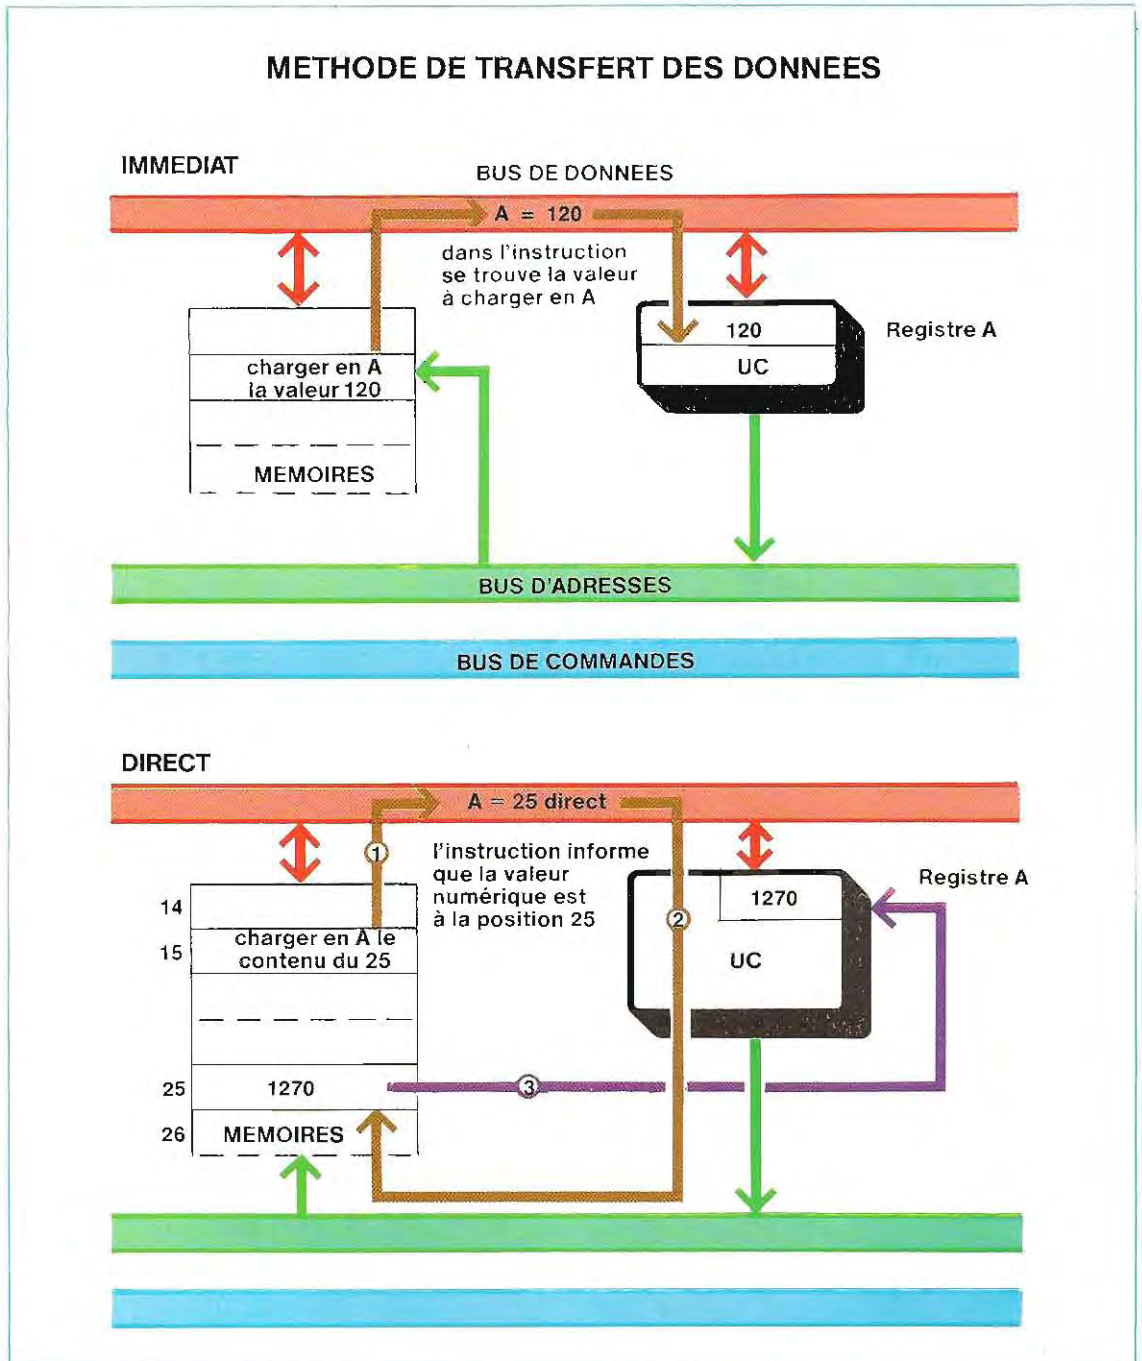 METHODE DE TRANSFERT DES DONNEES
IMMEDIAT
BUS DE DONNEES
A = 120
dans l'instruction
se trouve la valeur
à charger en A
120
Registre A
UC
charger en A
la valeur 120
MEMOIRES
BUS D'ADRESSES
BUS DE COMMANDES
DIRECT
A = 25 direct
1
l'instruction informe
que la valeur
numérique est
à la position 25
Registre A
1270
14
2
15
charger en A le
contenu du 25
UC
25
1270
3
26
MEMOIRES